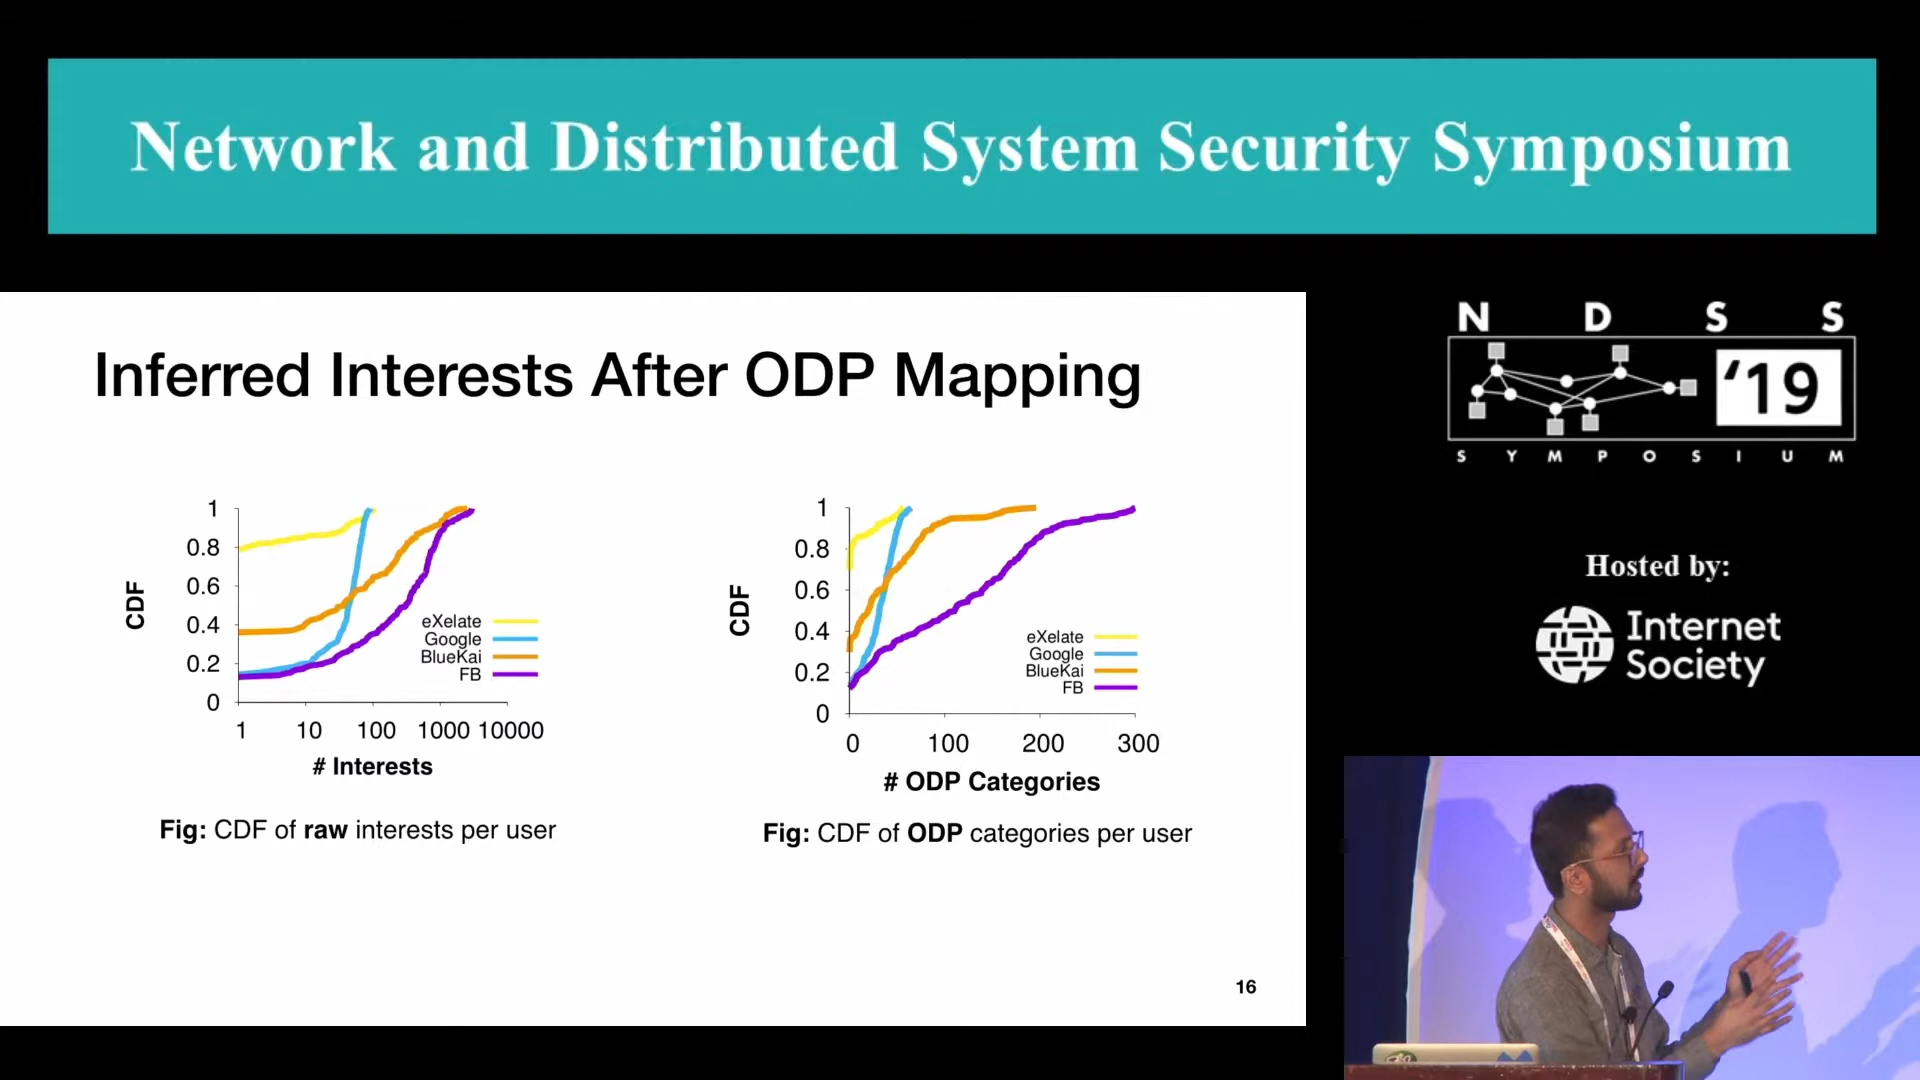 Network and Distributed System Security Symposium
N D S S
'19
S Y M P O S I U M
Hosted by:
Internet
Society
Inferred Interests After ODP Mapping
1
0.8
0.6
0.4
0.2
0
CDF
eXelate
Google
BlueKai
FB
1 10 100 1000 10000
# Interests
Fig: CDF of raw interests per user
1
0.8
0.6
0.4
0.2
0
CDF
eXelate
Google
BlueKai
FB
0 100 200 300
# ODP Categories
Fig: CDF of ODP categories per user
16